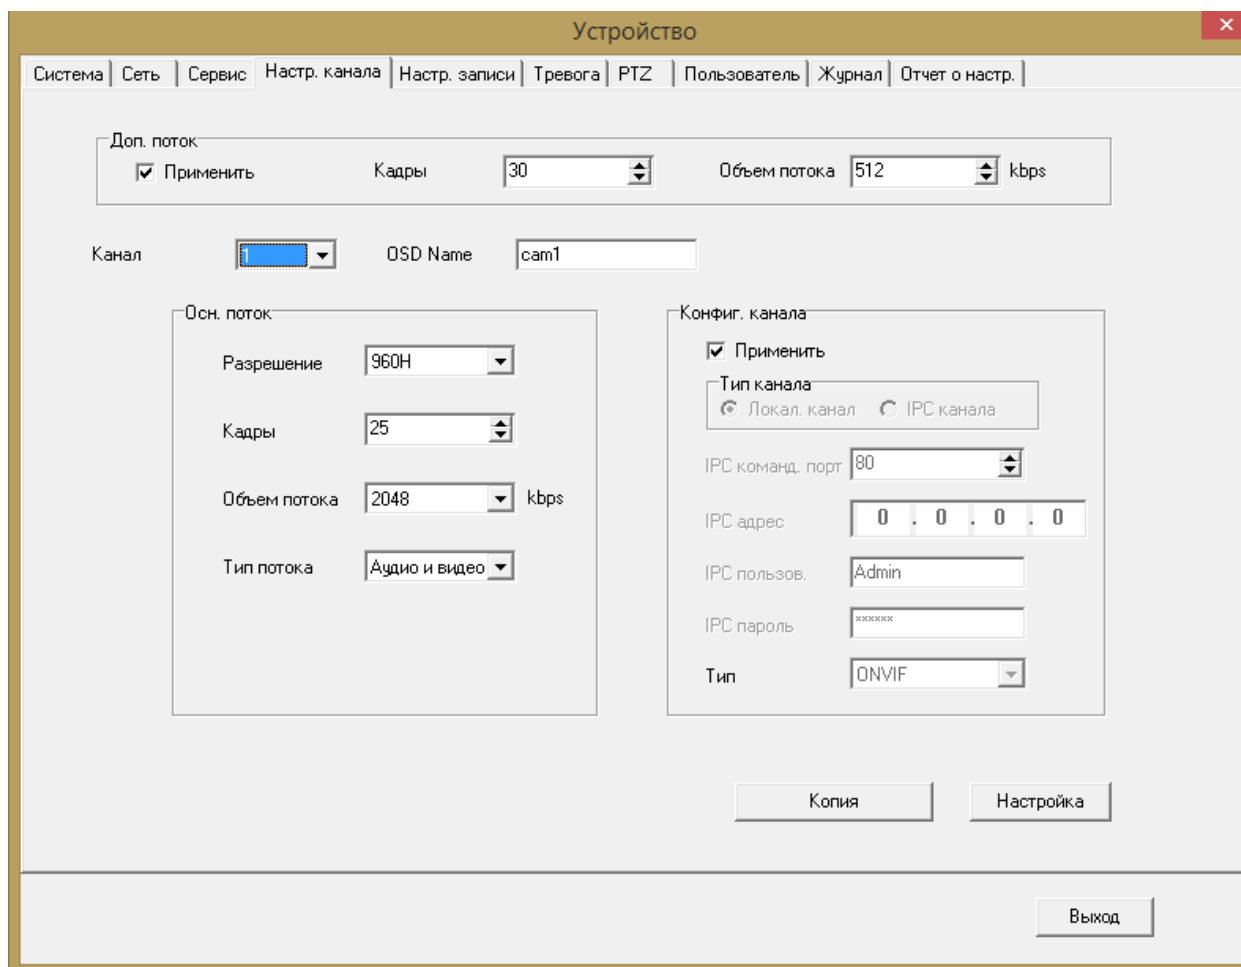 Устройство
Система Сеть Сервис Настр. канала Настр. записи Тревога PTZ Пользователь Журнал Отчет о настр.
Доп. поток
Применить Кадры 30 Объем потока 512 kbps
Канал 1 OSD Name cam1
Осн. поток
Разрешение 960H
Кадры 25
Объем потока 2048 kbps
Тип потока Аудио и видео
Конфиг. канала
Применить
Тип канала
Локал. канал IPC канала
IPC команд. порт 80
IPC адрес 0 . 0 . 0 . 0
IPC пользов. Admin
IPC пароль ******
Тип ONVIF
Копия Настройка
Выход